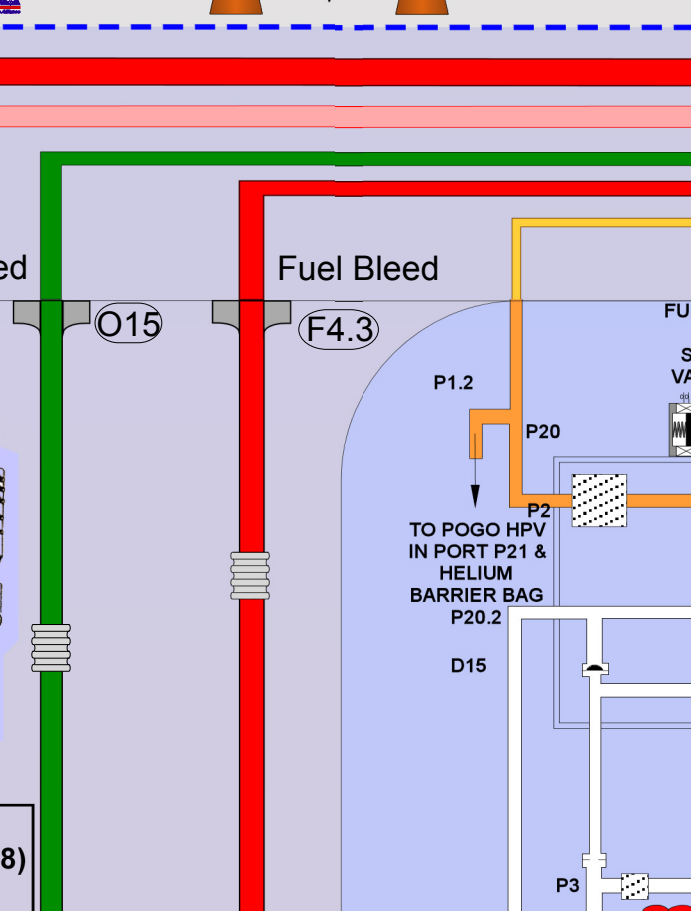 ed
Fuel Bleed
O15
F4.3
FU
S
VA
P1.2
P20
P2
TO POGO HPV
IN PORT P21 &
HELIUM
BARRIER BAG
P20.2
D15
8)
P3